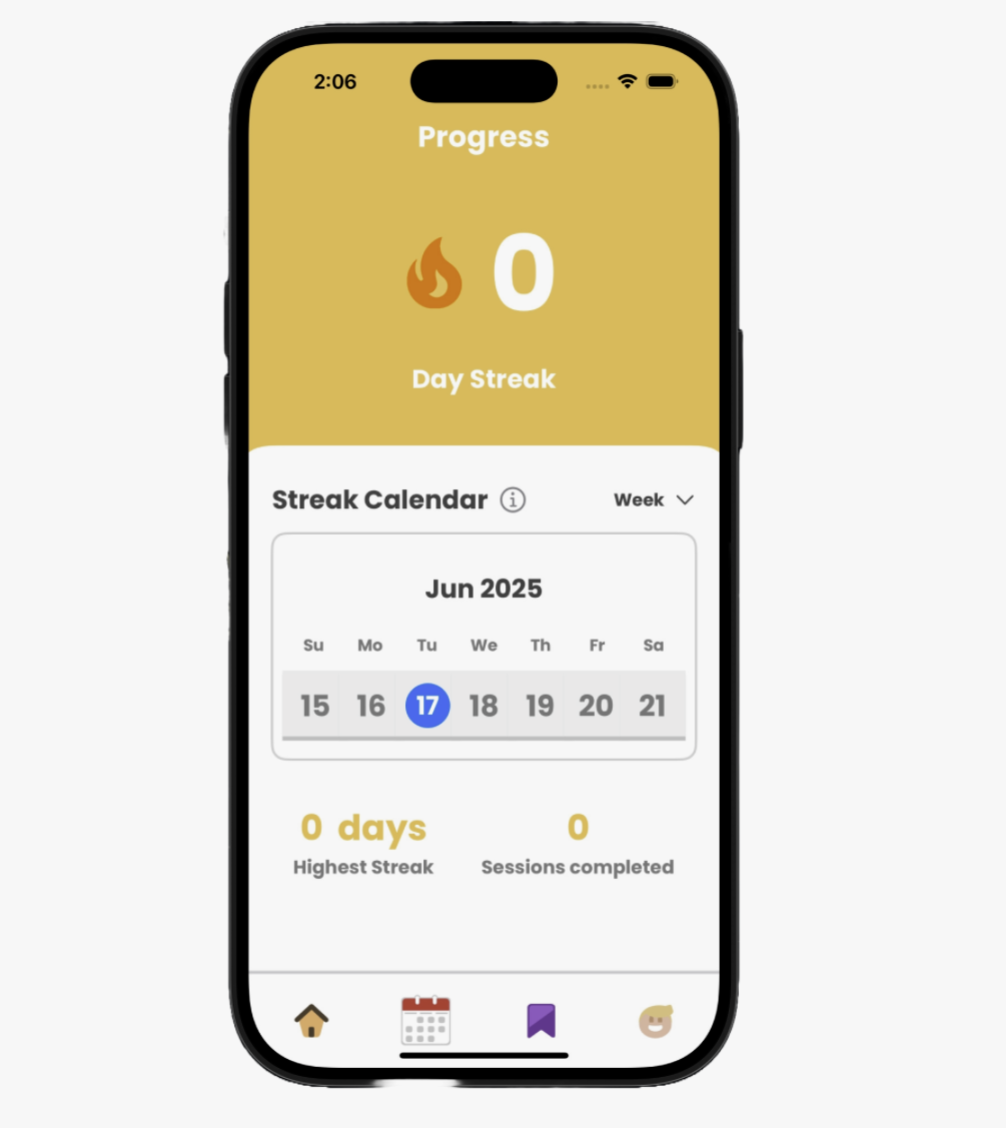 2:06
Progress
0
Day Streak
Streak Calendar Week
Jun 2025
Su Mo Tu We Th Fr Sa
15 16 17 18 19 20 21
0 days 0
Highest Streak Sessions completed